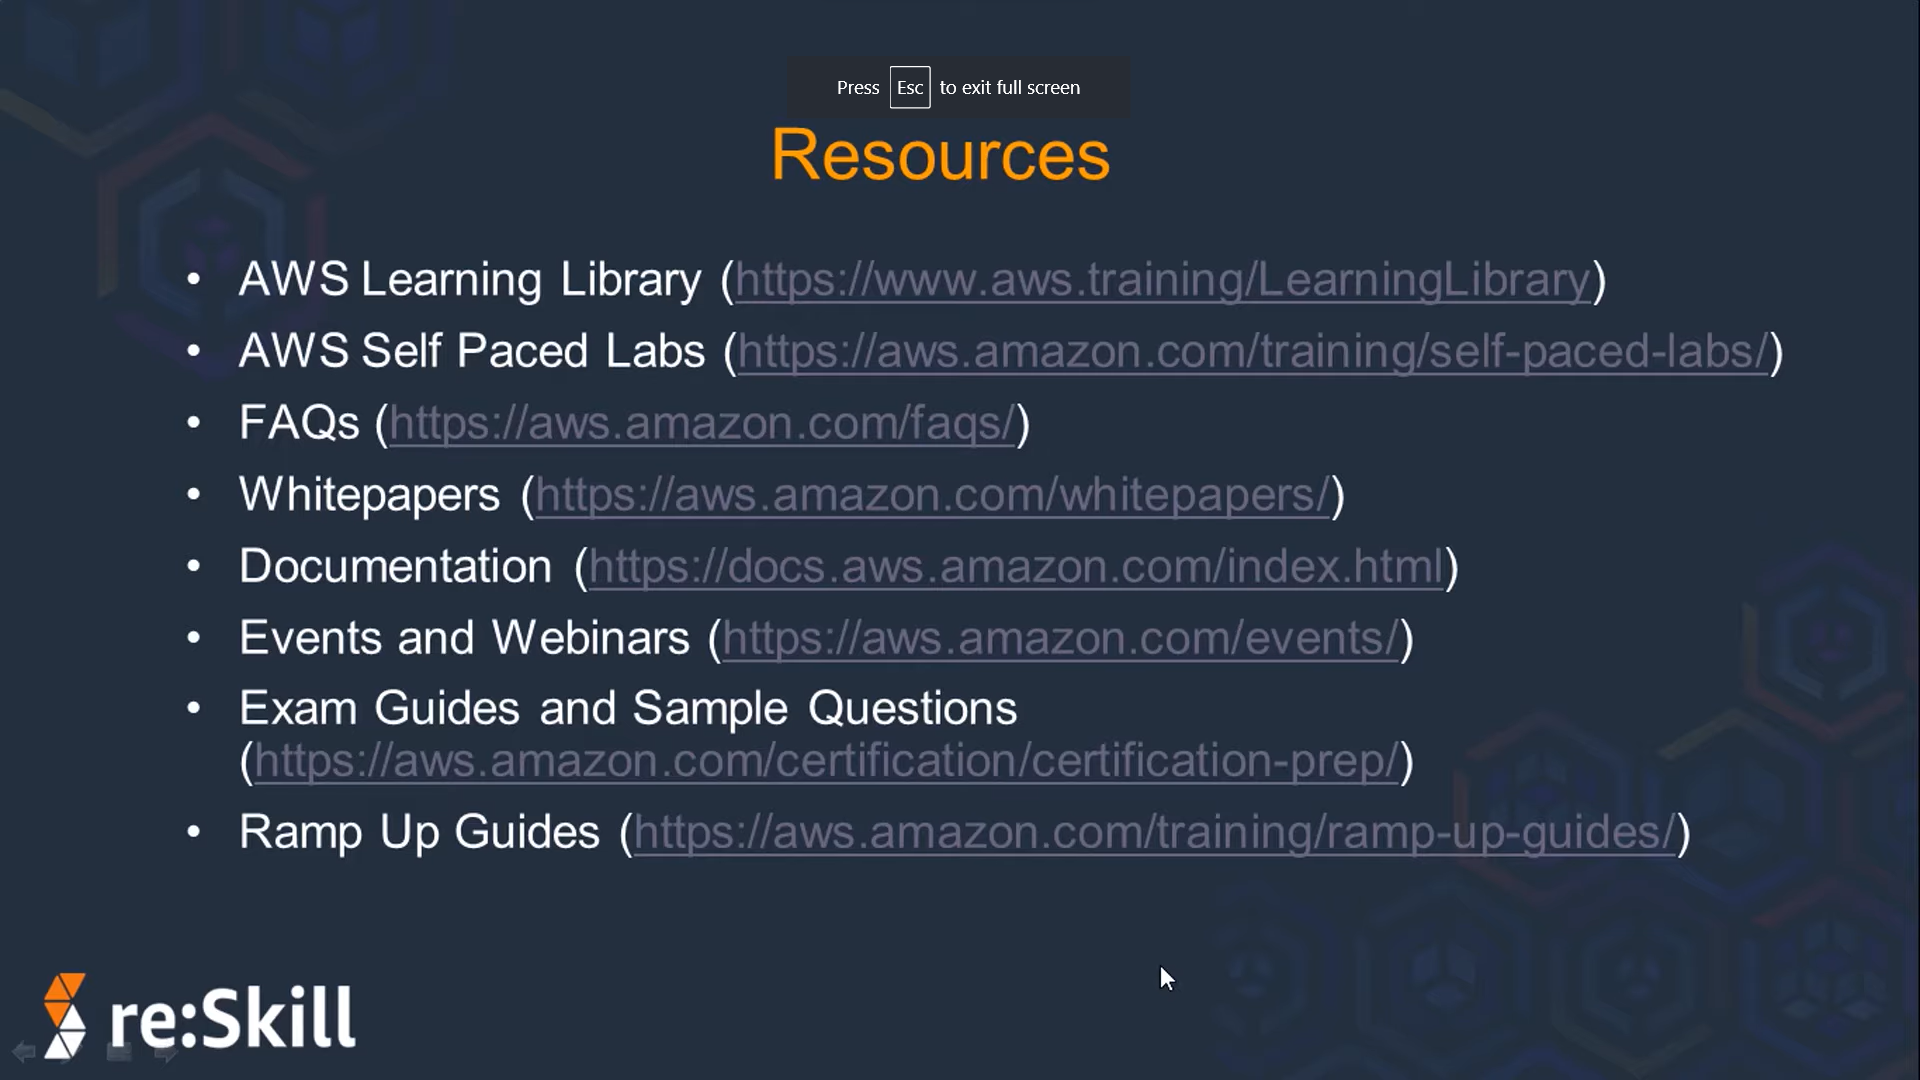 Press Esc to exit full screen
Resources
• AWS Learning Library (https://www.aws.training/LearningLibrary)
• AWS Self Paced Labs (https://aws.amazon.com/training/self-paced-labs/)
• FAQs (https://aws.amazon.com/faqs/)
• Whitepapers (https://aws.amazon.com/whitepapers/)
• Documentation (https://docs.aws.amazon.com/index.html)
• Events and Webinars (https://aws.amazon.com/events/)
• Exam Guides and Sample Questions
(https://aws.amazon.com/certification/certification-prep/)
• Ramp Up Guides (https://aws.amazon.com/training/ramp-up-guides/)
re:Skill